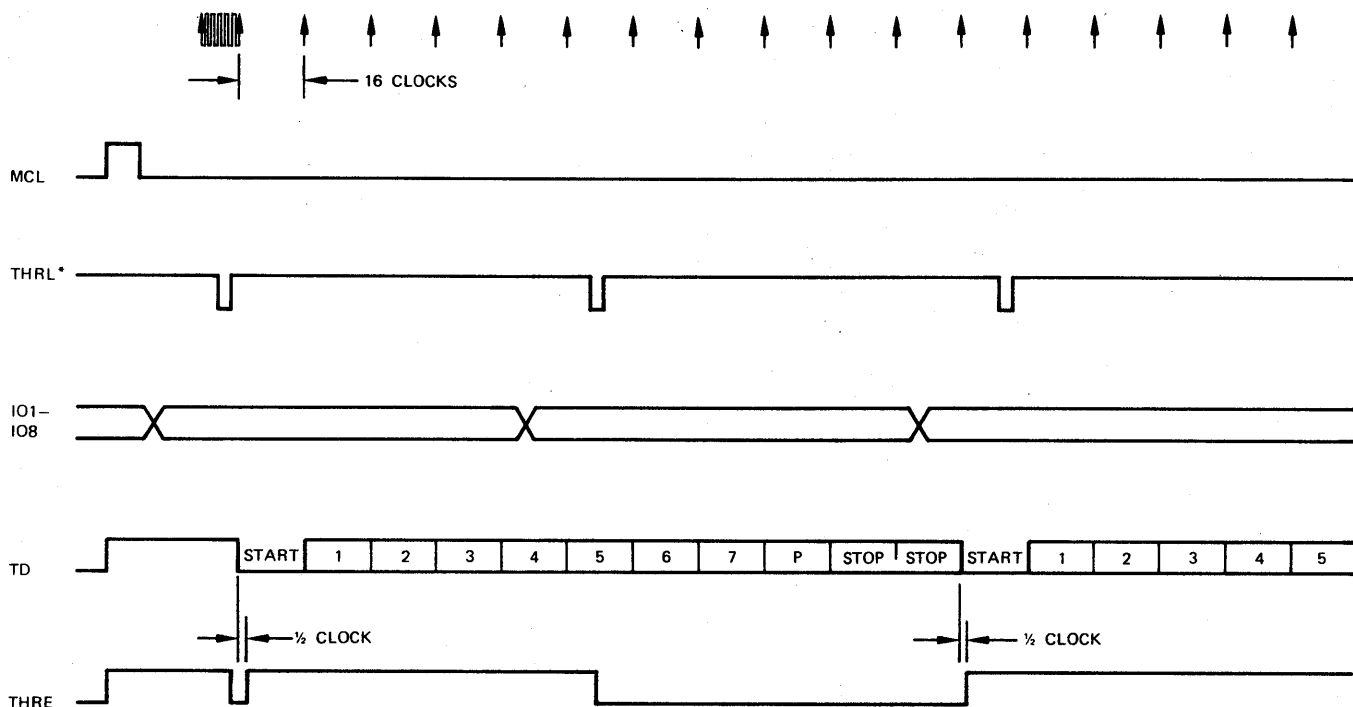 16 CLOCKS
MCL
THRL*
IO1–
IO8
TD
START 1 2 3 4 5 6 7 P STOP STOP START 1 2 3 4 5
½ CLOCK ½ CLOCK
THRE